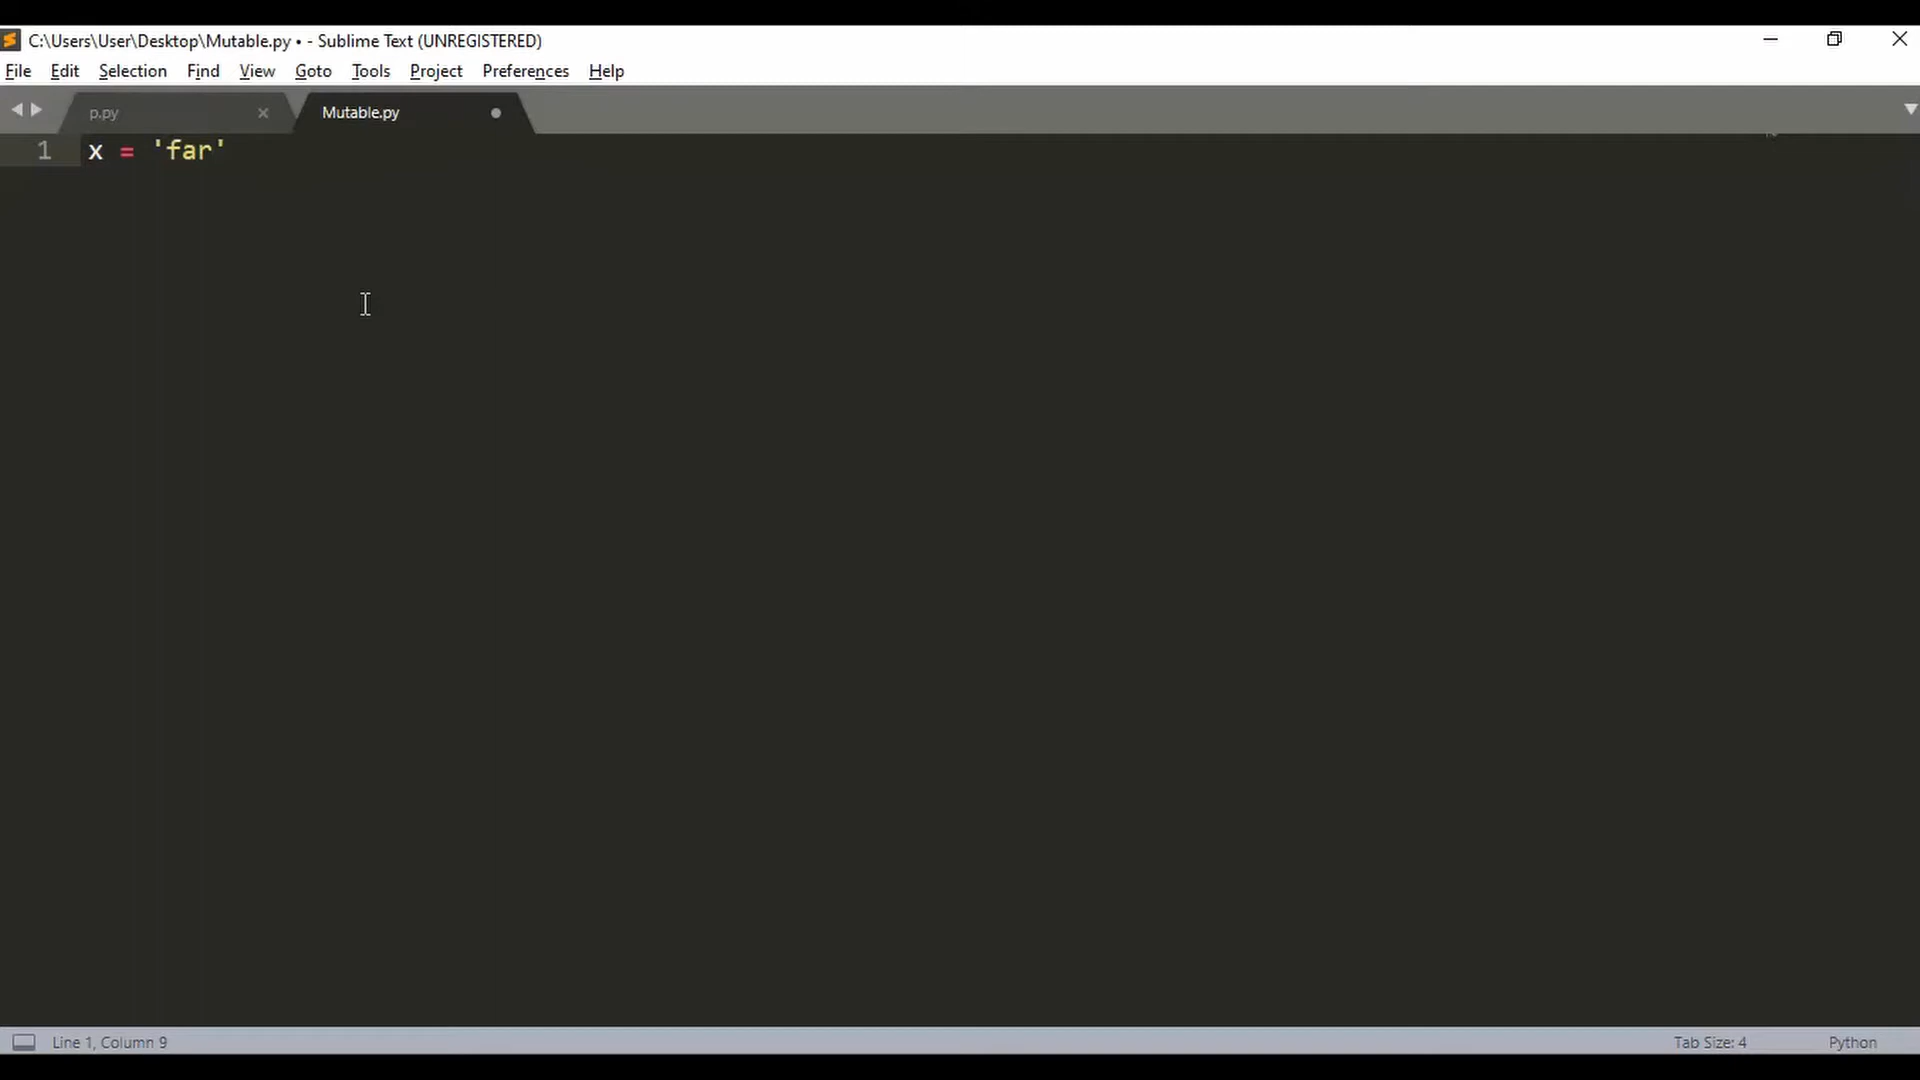 C:\Users\User\Desktop\Mutable.py • - Sublime Text (UNREGISTERED)
File Edit Selection Find View Goto Tools Project Preferences Help
p.py Mutable.py
1 x = 'far'
Line 1, Column 9 Tab Size: 4 Python